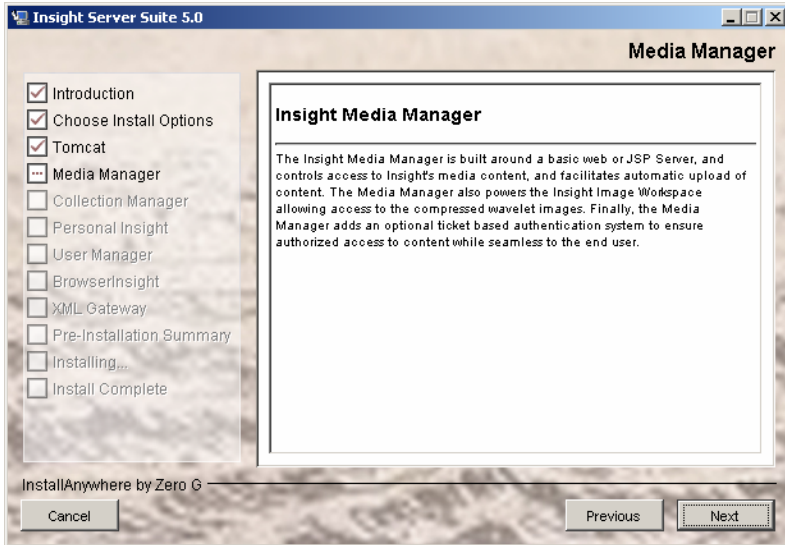 Insight Server Suite 5.0
Media Manager
Introduction
Choose Install Options
Tomcat
Media Manager
Collection Manager
Personal Insight
User Manager
BrowserInsight
XML Gateway
Pre-Installation Summary
Installing...
Install Complete
Insight Media Manager
The Insight Media Manager is built around a basic web or JSP Server, and
controls access to Insight's media content, and facilitates automatic upload of
content. The Media Manager also powers the Insight Image Workspace
allowing access to the compressed wavelet images. Finally, the Media
Manager adds an optional ticket based authentication system to ensure
authorized access to content while seamless to the end user.
InstallAnywhere by Zero G
Cancel
Previous
Next